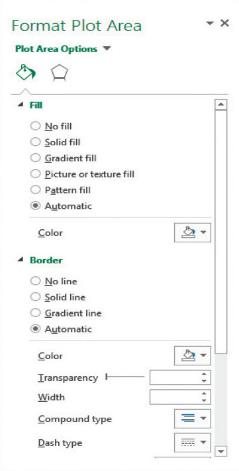 Format Plot Area
Plot Area Options
Fill
No fill
Solid fill
Gradient fill
Picture or texture fill
Pattern fill
Automatic
Color
Border
No line
Solid line
Gradient line
Automatic
Color
Transparency
Width
Compound type
Dash type